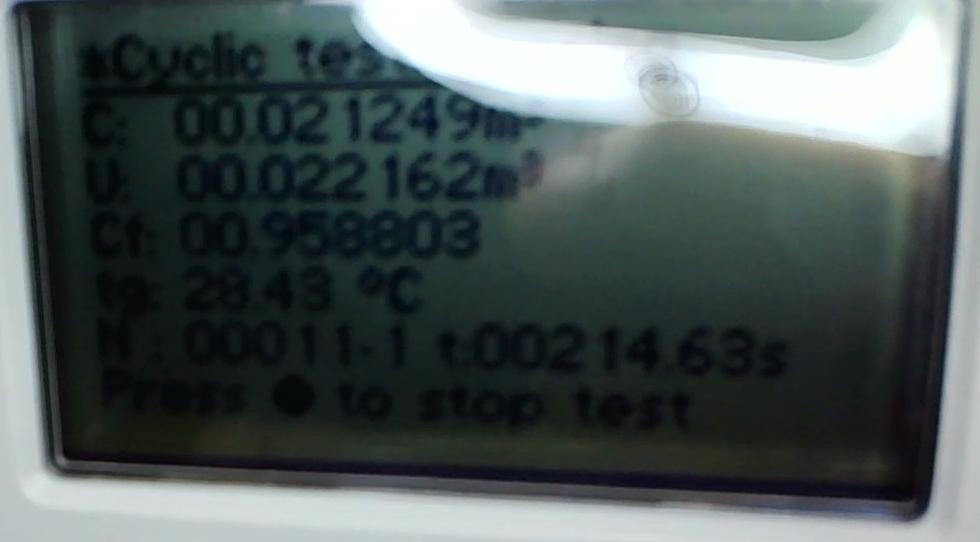 *Cyclic test
C: 00.021249m³
U: 00.022162m³
Cf: 00.958803
tg: 28.43 °C
N : 00011-1 t:00214.63s
Press ● to stop test